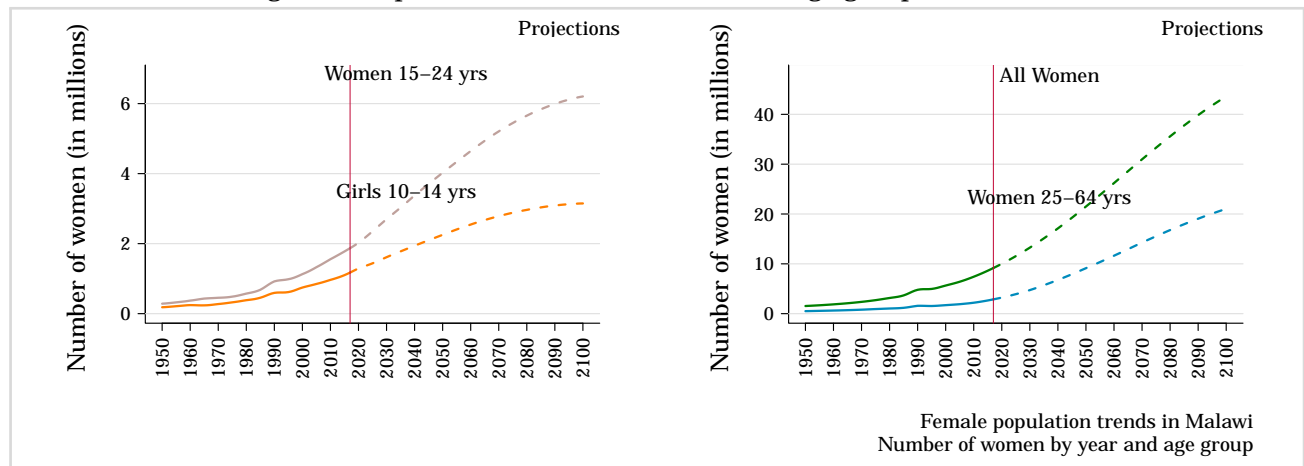 Projections
Women 15–24 yrs
Girls 10–14 yrs
Number of women (in millions)
6
4
2
0
1950 1960 1970 1980 1990 2000 2010 2020 2030 2040 2050 2060 2070 2080 2090 2100
Projections
All Women
Women 25–64 yrs
Number of women (in millions)
40
30
20
10
0
1950 1960 1970 1980 1990 2000 2010 2020 2030 2040 2050 2060 2070 2080 2090 2100
Female population trends in Malawi
Number of women by year and age group